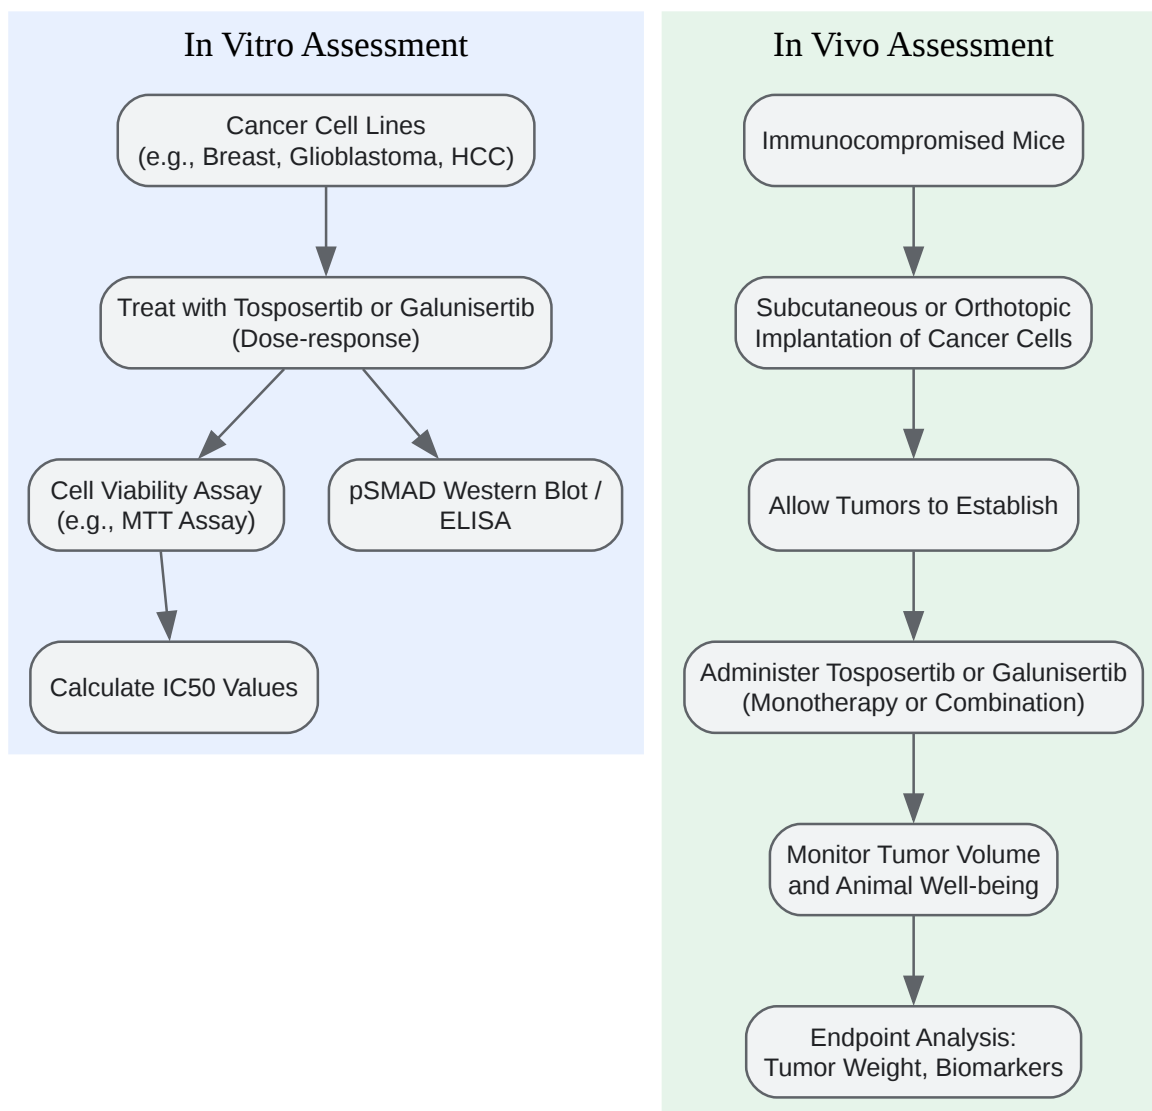 In Vitro Assessment
Cancer Cell Lines
(e.g., Breast, Glioblastoma, HCC)
Treat with Tosposertib or Galunisertib
(Dose-response)
Cell Viability Assay
(e.g., MTT Assay)
pSMAD Western Blot /
ELISA
Calculate IC50 Values
In Vivo Assessment
Immunocompromised Mice
Subcutaneous or Orthotopic
Implantation of Cancer Cells
Allow Tumors to Establish
Administer Tosposertib or Galunisertib
(Monotherapy or Combination)
Monitor Tumor Volume
and Animal Well-being
Endpoint Analysis:
Tumor Weight, Biomarkers